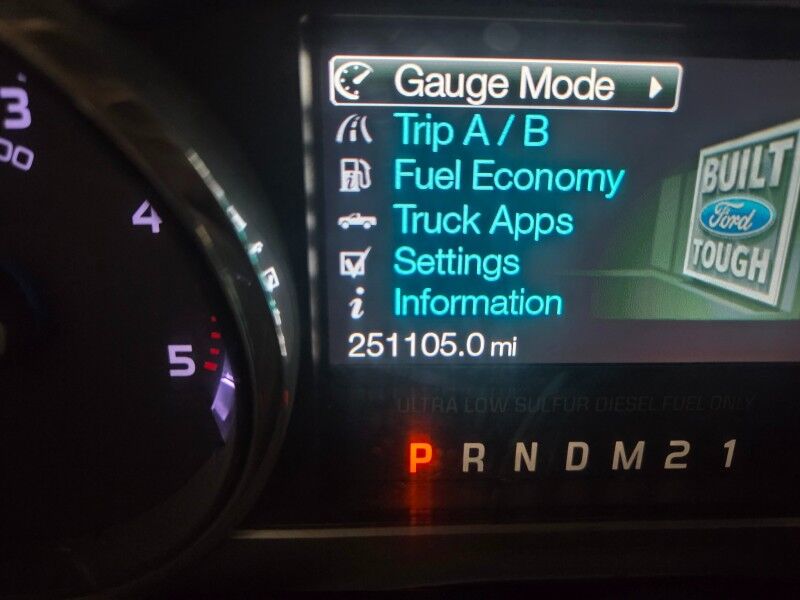 3
00
4
5
Gauge Mode
Trip A / B
Fuel Economy
Truck Apps
Settings
Information
251105.0 mi
BUILT
Ford
TOUGH
ULTRA LOW SULFUR DIESEL FUEL ONLY
P R N D M 2 1